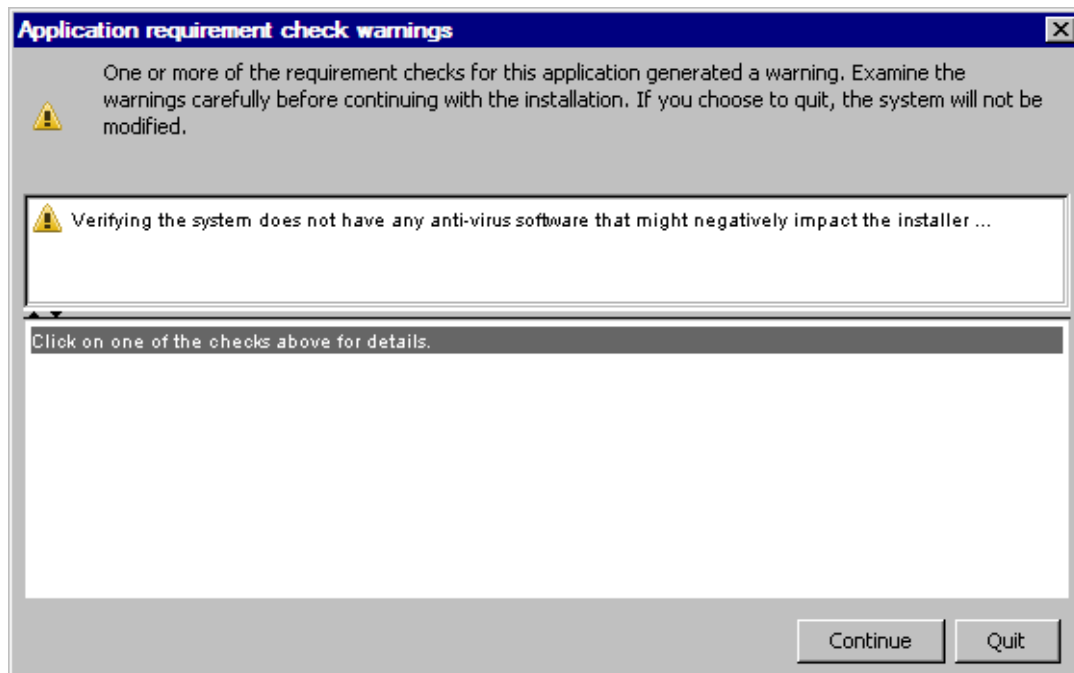 Application requirement check warnings
One or more of the requirement checks for this application generated a warning. Examine the
warnings carefully before continuing with the installation. If you choose to quit, the system will not be
modified.
Verifying the system does not have any anti-virus software that might negatively impact the installer ...
Click on one of the checks above for details.
Continue
Quit